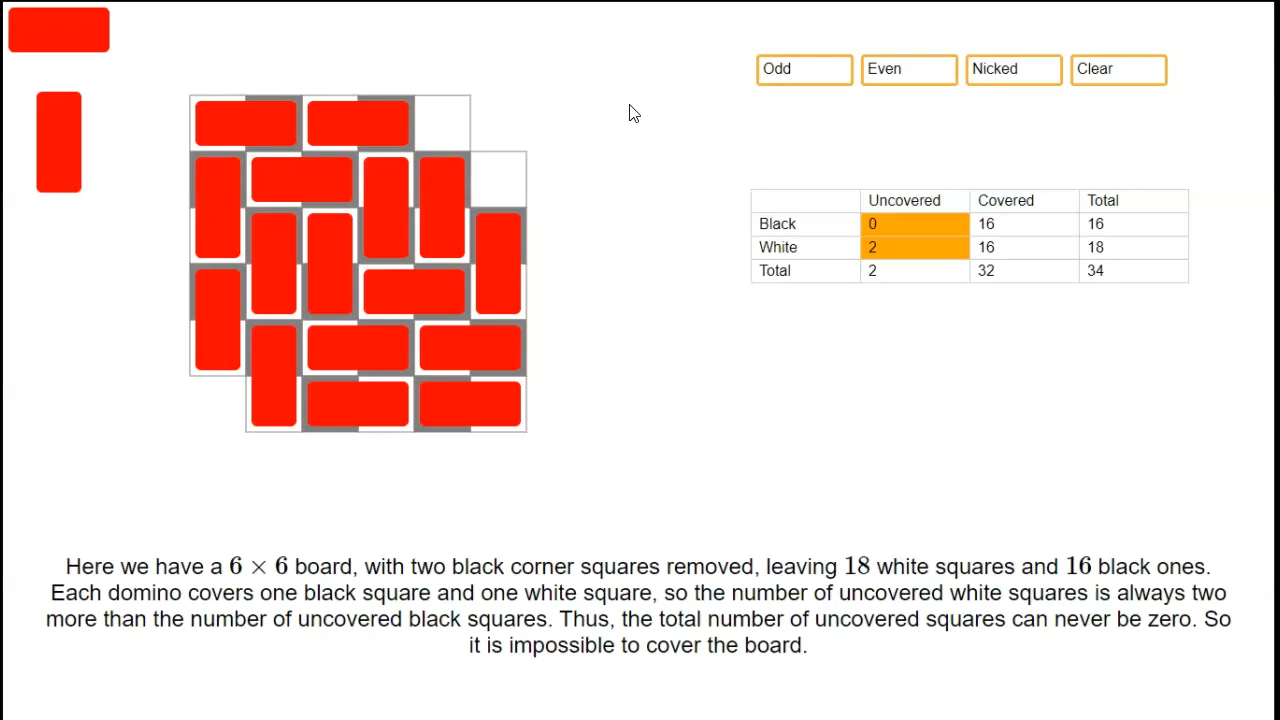 Odd Even Nicked Clear
Uncovered Covered Total
Black 0 16 16
White 2 16 18
Total 2 32 34
Here we have a 6 × 6 board, with two black corner squares removed, leaving 18 white squares and 16 black ones.
Each domino covers one black square and one white square, so the number of uncovered white squares is always two
more than the number of uncovered black squares. Thus, the total number of uncovered squares can never be zero. So
it is impossible to cover the board.